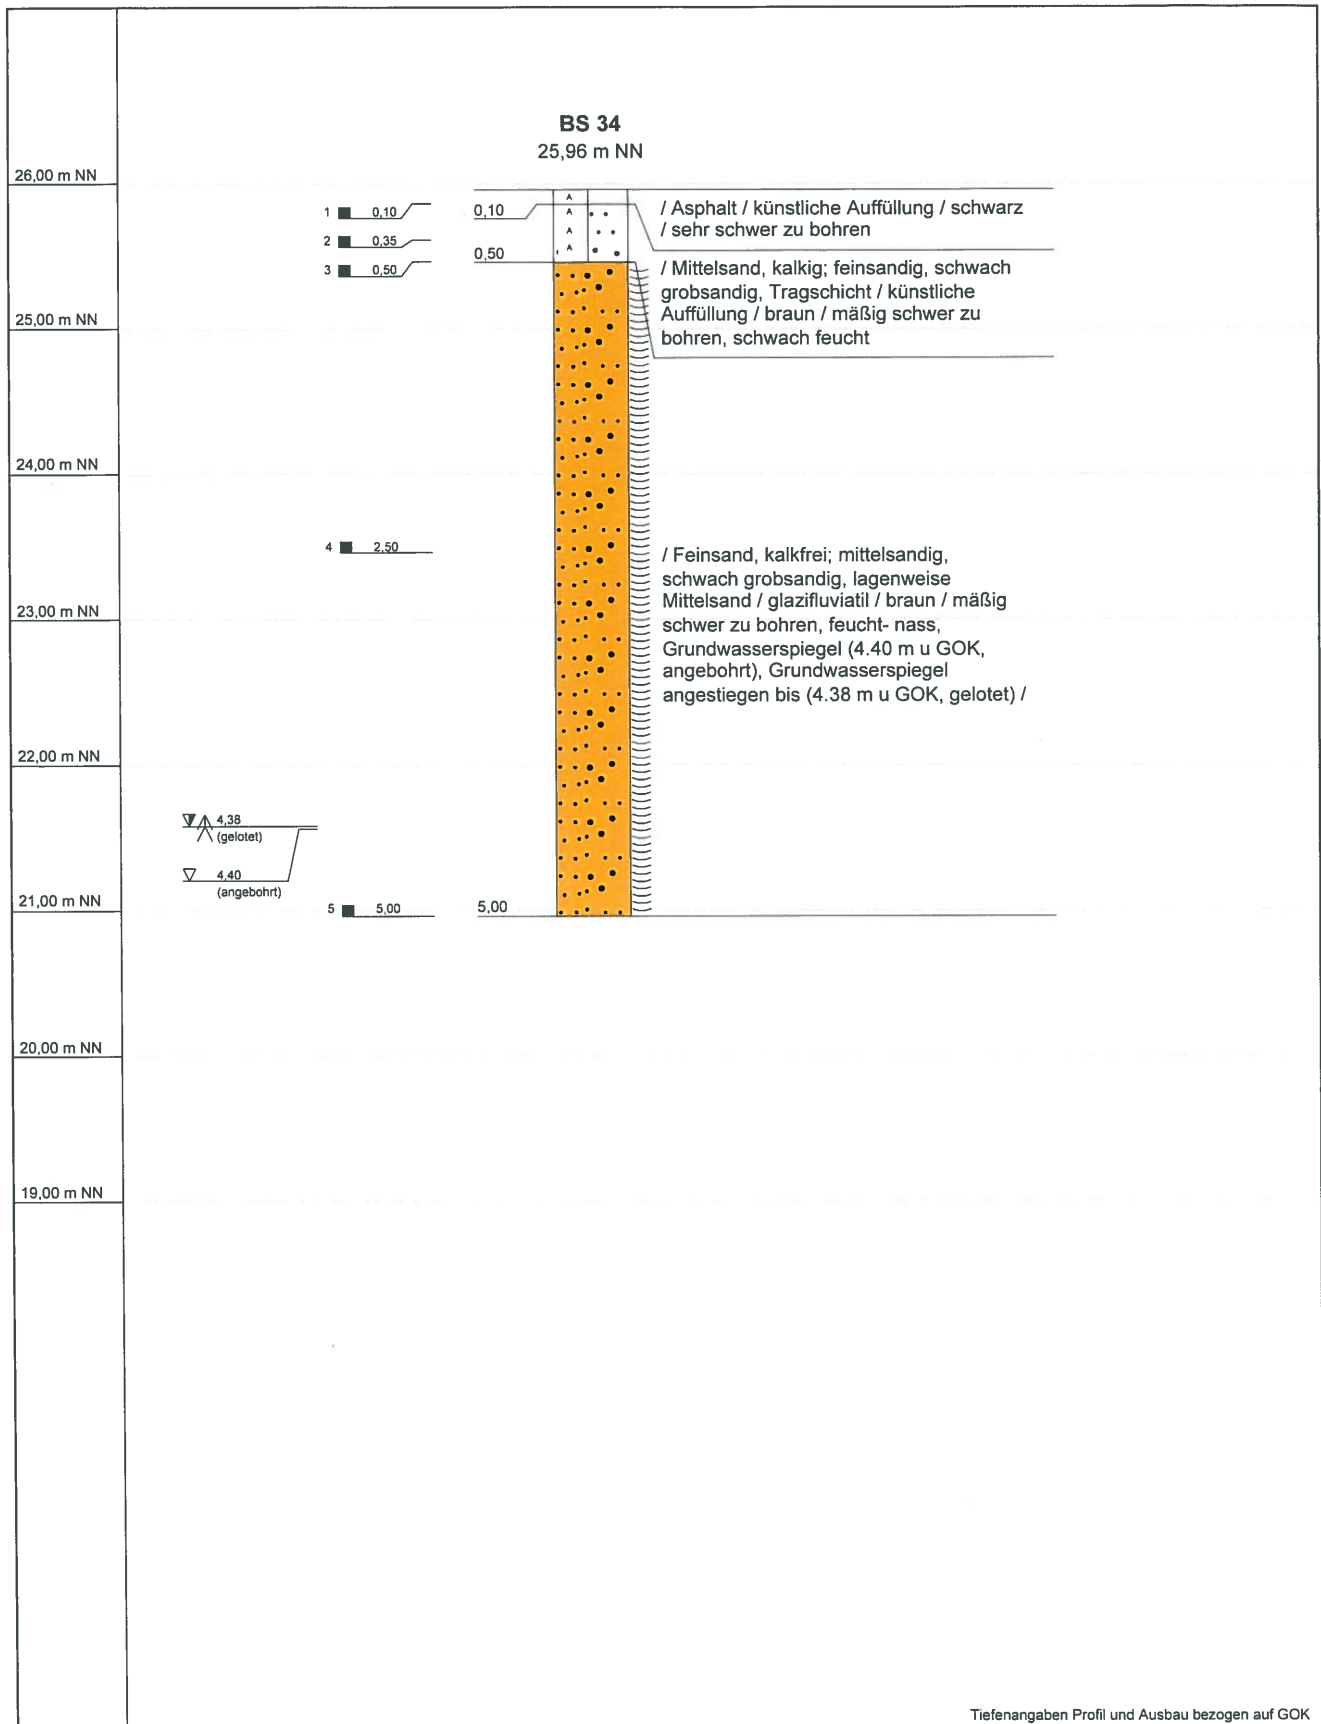 BS 34
25,96 m NN
26,00 m NN
1 0,10
0,10
/ Asphalt / künstliche Auffüllung / schwarz
/ sehr schwer zu bohren
2 0,35
0,50
3 0,50
/ Mittelsand, kalkig; feinsandig, schwach
grobsandig, Tragschicht / künstliche
Auffüllung / braun / mäßig schwer zu
bohren, schwach feucht
A
A
A
A
25,00 m NN
24,00 m NN
4 2,50
/ Feinsand, kalkfrei; mittelsandig,
schwach grobsandig, lagenweise
Mittelsand / glazifluviatil / braun / mäßig
schwer zu bohren, feucht- nass,
Grundwasserspiegel (4.40 m u GOK,
angebohrt), Grundwasserspiegel
angestiegen bis (4.38 m u GOK, gelotet) /
23,00 m NN
22,00 m NN
4,38
(gelotet)
4,40
(angebohrt)
21,00 m NN
5 5,00
5,00
20,00 m NN
19,00 m NN
Tiefenangaben Profil und Ausbau bezogen auf GOK